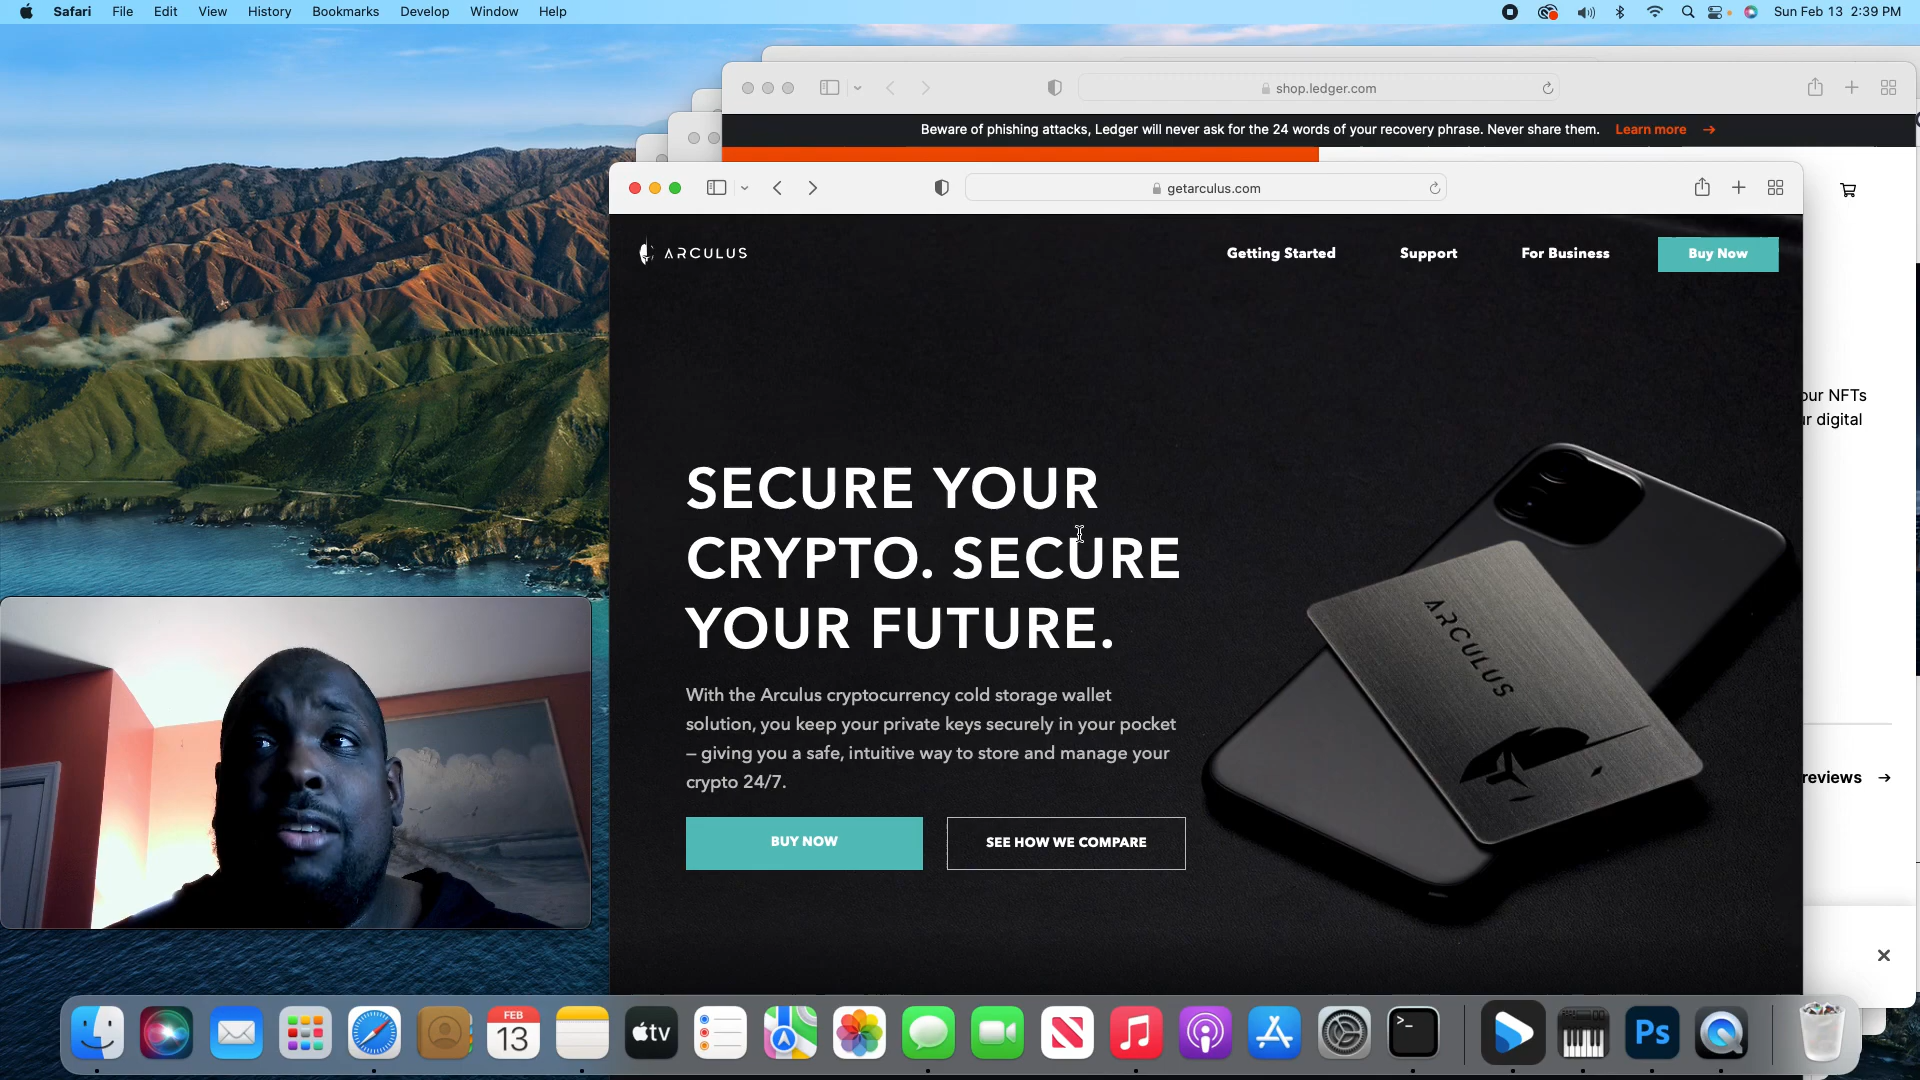 Safari File Edit View History Bookmarks Develop Window Help Sun Feb 13 2:39 PM
shop.ledger.com
Beware of phishing attacks, Ledger will never ask for the 24 words of your recovery phrase. Never share them. Learn more →
getarculus.com
ARCULUS Getting Started Support For Business Buy Now
our NFTs
ur digital
SECURE YOUR
CRYPTO. SECURE
YOUR FUTURE.
ARCULUS
With the Arculus cryptocurrency cold storage wallet
solution, you keep your private keys securely in your pocket
– giving you a safe, intuitive way to store and manage your
crypto 24/7.
reviews →
BUY NOW SEE HOW WE COMPARE
FEB
13
tv
>_
Ps